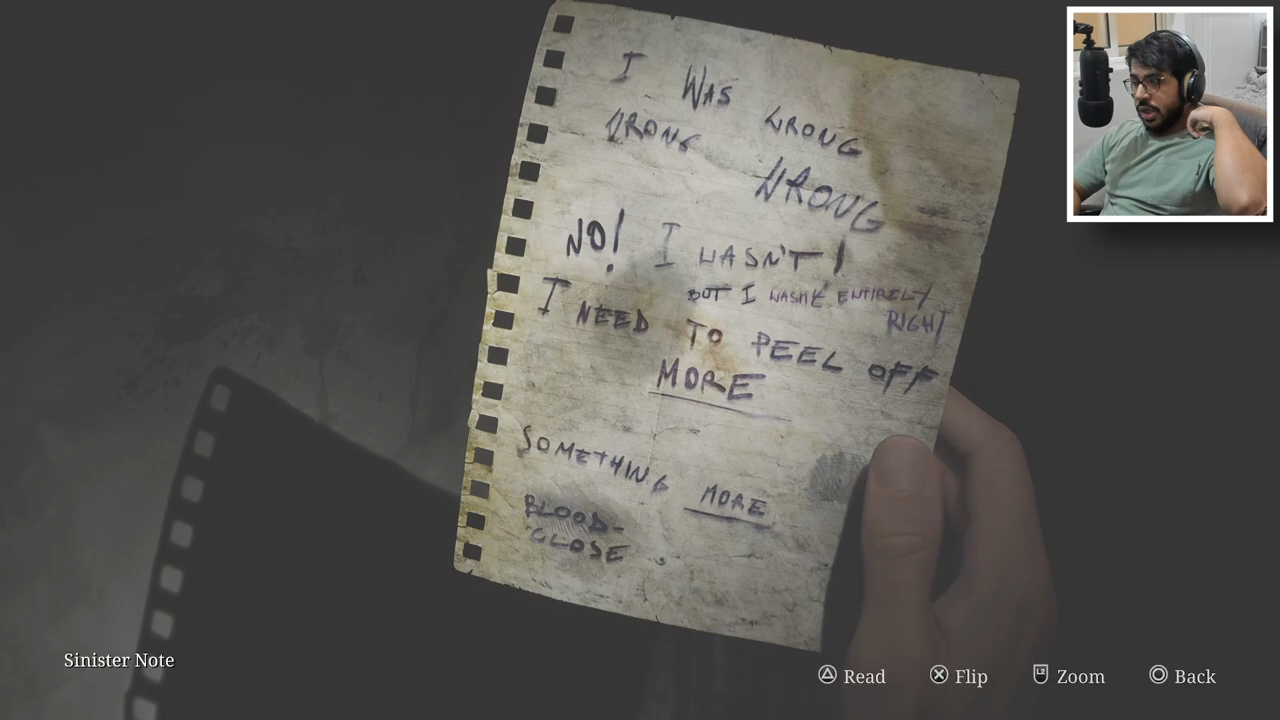 I WAS WRONG
WRONG
WRONG
NO! I WASN'T!
BUT I WASN'T ENTIRELY
RIGHT
I NEED TO PEEL OFF
MORE
SOMETHING MORE
BLOOD-
CLOSE
Sinister Note
Read
Flip
L2 Zoom
Back